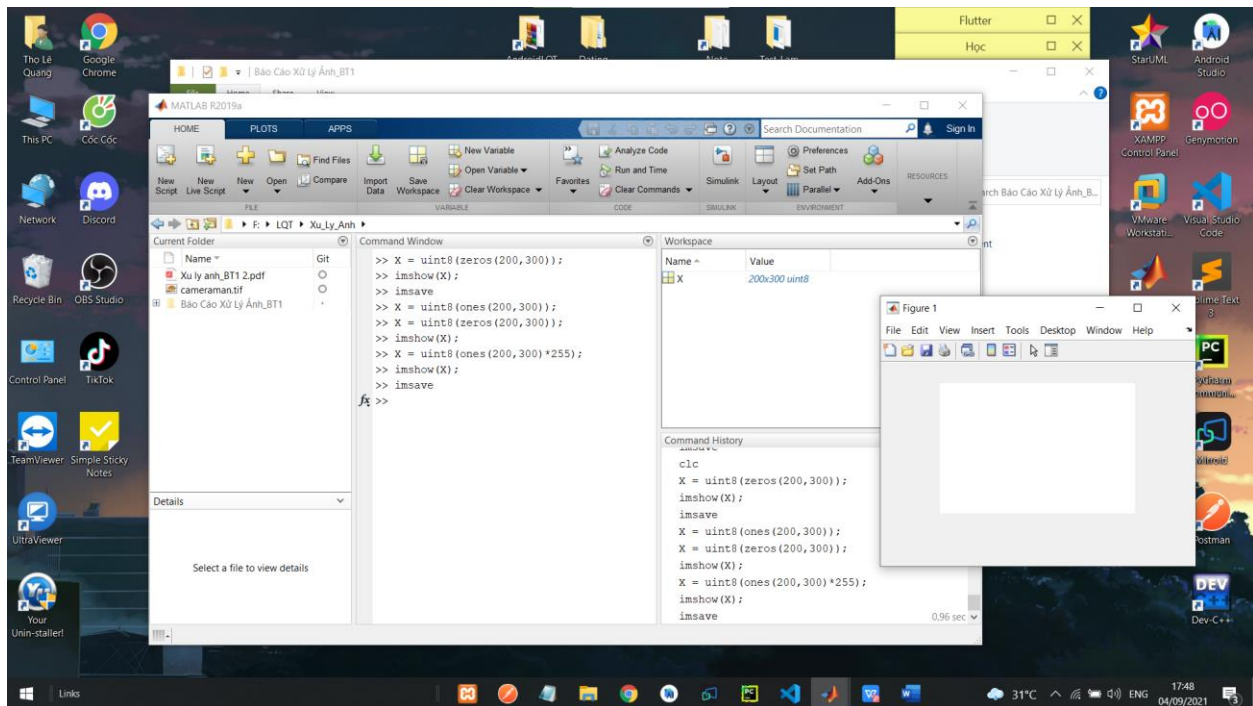 Flutter
Học
Thọ Lê Quang
Google Chrome
This PC
Cốc Cốc
Network
Discord
Recycle Bin
OBS Studio
Control Panel
TikTok
TeamViewer
Simple Sticky Notes
UltraViewer
Your Unin-staller!
StarUML
Android Studio
XAMPP Control Panel
Genymotion
VMware Workstati...
Visual Studio Code
Postman
DEV
Dev-C++
PC
Báo Cáo Xử Lý Ảnh_BT1
MATLAB R2019a
HOME PLOTS APPS
Search Documentation
Sign In
New Script
New Live Script
New
Open
Find Files
Compare
Import Data
Save Workspace
New Variable
Open Variable
Clear Workspace
Favorites
Analyze Code
Run and Time
Clear Commands
Simulink
Layout
Preferences
Set Path
Parallel
Add-Ons
RESOURCES
FILE VARIABLE CODE SIMULINK ENVIRONMENT
F: LQT Xu_Ly_Anh
Current Folder
Name Git
Xu ly anh_BT1 2.pdf
cameraman.tif
Báo Cáo Xử Lý Ảnh_BT1
Details
Select a file to view details
Command Window
>> X = uint8(zeros(200,300));
>> imshow(X);
>> imsave
>> X = uint8(ones(200,300));
>> X = uint8(zeros(200,300));
>> imshow(X);
>> X = uint8(ones(200,300)*255);
>> imshow(X);
>> imsave
fx >>
Workspace
Name Value
X 200x300 uint8
Command History
clc
X = uint8(zeros(200,300));
imshow(X);
imsave
X = uint8(ones(200,300));
X = uint8(zeros(200,300));
imshow(X);
X = uint8(ones(200,300)*255);
imshow(X);
imsave
0.96 sec
Figure 1
File Edit View Insert Tools Desktop Window Help
Links
31°C
ENG
17:48
04/09/2021
3